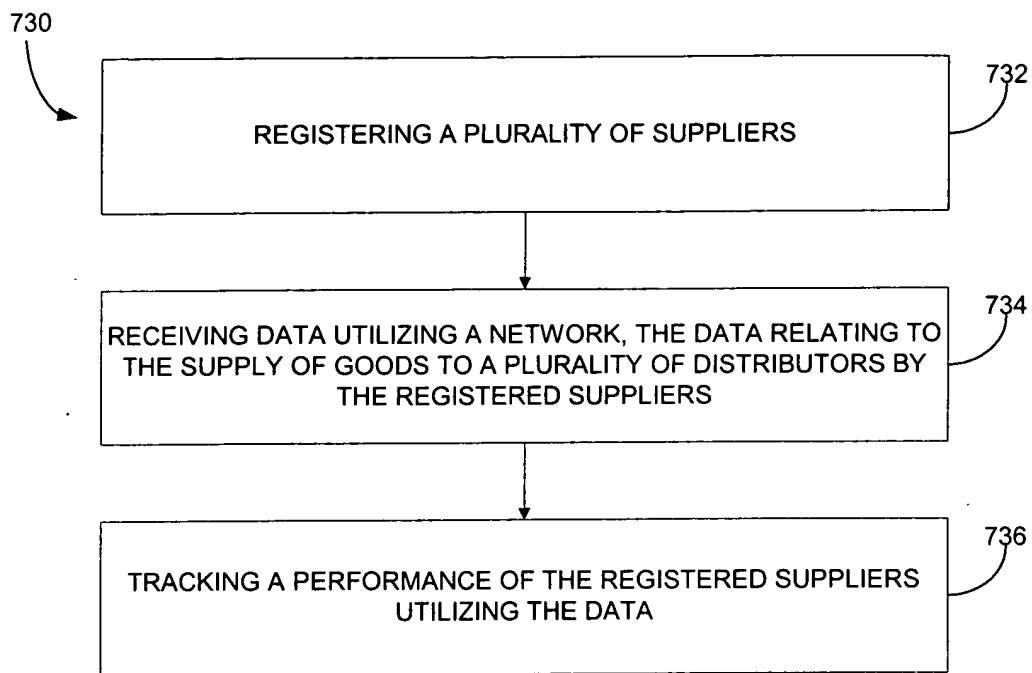 730
732
REGISTERING A PLURALITY OF SUPPLIERS
734
RECEIVING DATA UTILIZING A NETWORK, THE DATA RELATING TO
THE SUPPLY OF GOODS TO A PLURALITY OF DISTRIBUTORS BY
THE REGISTERED SUPPLIERS
736
TRACKING A PERFORMANCE OF THE REGISTERED SUPPLIERS
UTILIZING THE DATA